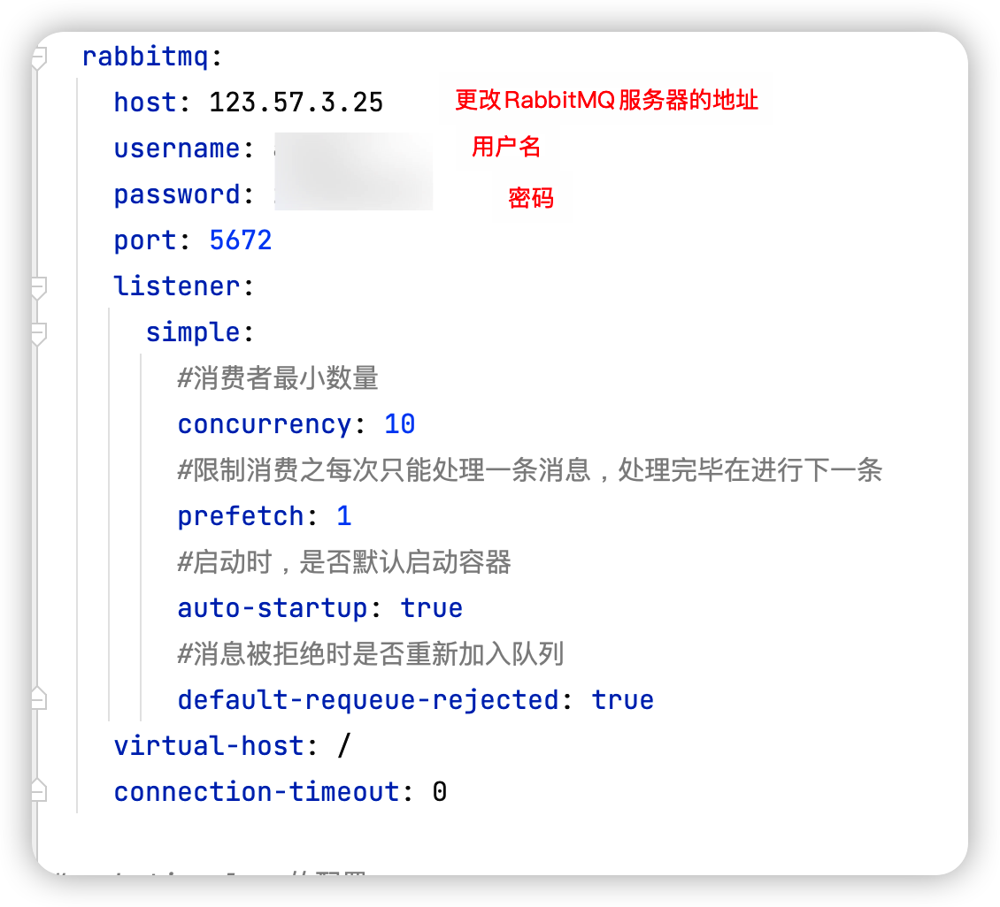 rabbitmq:
host: 123.57.3.25 更改RabbitMQ服务器的地址
username: 用户名
password: 密码
port: 5672
listener:
simple:
#消费者最小数量
concurrency: 10
#限制消费之每次只能处理一条消息，处理完毕在进行下一条
prefetch: 1
#启动时，是否默认启动容器
auto-startup: true
#消息被拒绝时是否重新加入队列
default-requeue-rejected: true
virtual-host: /
connection-timeout: 0